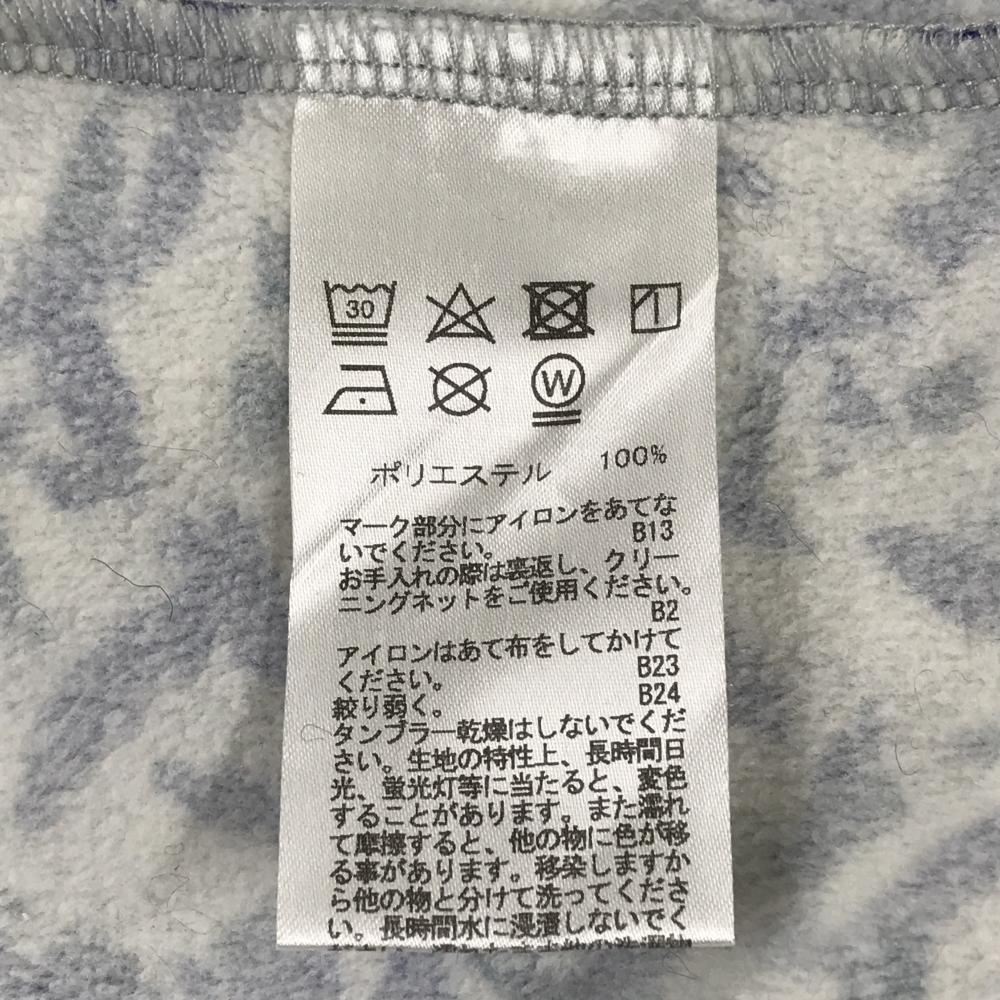 30
W
ポリエステル 100%
マーク部分にアイロンをあてな
いでください。 B13
お手入れの際は裏返し、クリー
ニングネットをご使用ください。
B2
アイロンはあて布をしてかけて
ください。 B23
絞り弱く。 B24
タンブラー乾燥はしないでくだ
さい。生地の特性上、長時間日
光、蛍光灯等に当たると、変色
することがあります。また濡れ
て摩擦すると、他の物に色が移
る事があります。移染しますか
ら他の物と分けて洗ってくださ
い。長時間水に浸漬しないでく